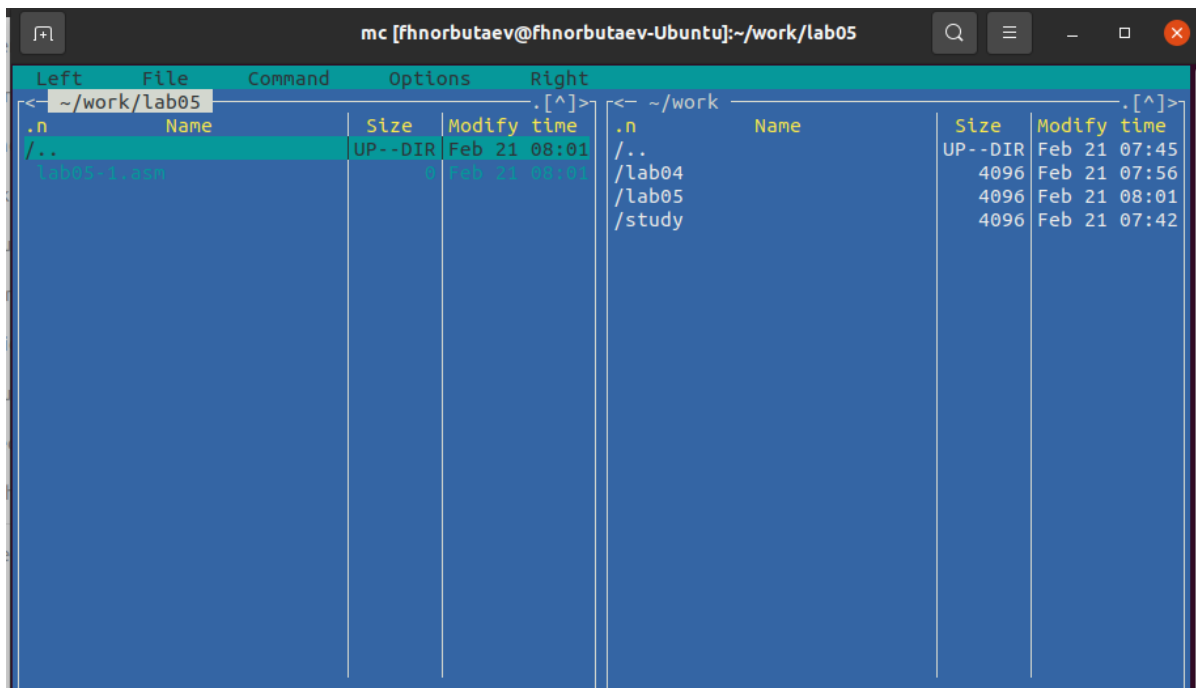 mc [fhnorbutaev@fhnorbutaev-Ubuntu]:~/work/lab05
Left File Command Options Right
<─ ~/work/lab05 ─.[^]>
.n Name Size Modify time
/.. UP--DIR Feb 21 08:01
lab05-1.asm 0 Feb 21 08:01
<─ ~/work ─.[^]>
.n Name Size Modify time
/.. UP--DIR Feb 21 07:45
/lab04 4096 Feb 21 07:56
/lab05 4096 Feb 21 08:01
/study 4096 Feb 21 07:42